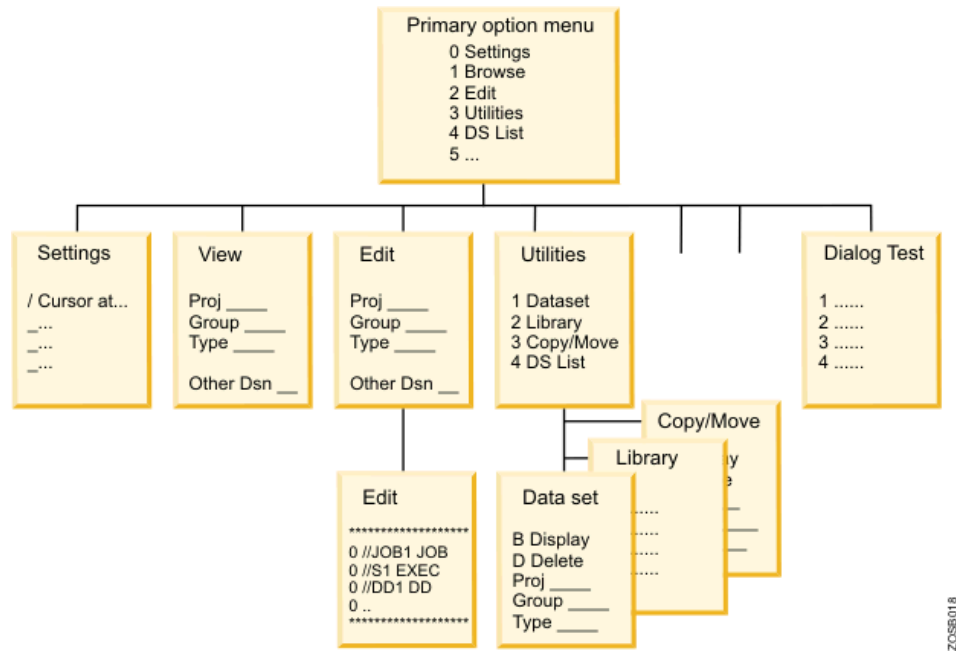 Primary option menu
0 Settings
1 Browse
2 Edit
3 Utilities
4 DS List
5 ...
Settings
/ Cursor at...
_...
_...
_...
View
Proj ____
Group ____
Type ____
Other Dsn __
Edit
Proj ____
Group ____
Type ____
Other Dsn __
Utilities
1 Dataset
2 Library
3 Copy/Move
4 DS List
Dialog Test
1 ......
2 ......
3 ......
4 ......
Edit
*******************
0 //JOB1 JOB
0 //S1 EXEC
0 //DD1 DD
0 ..
*******************
Data set
B Display
D Delete
Proj ____
Group ____
Type ____
Library
......
......
......
Copy/Move
ZOSB018